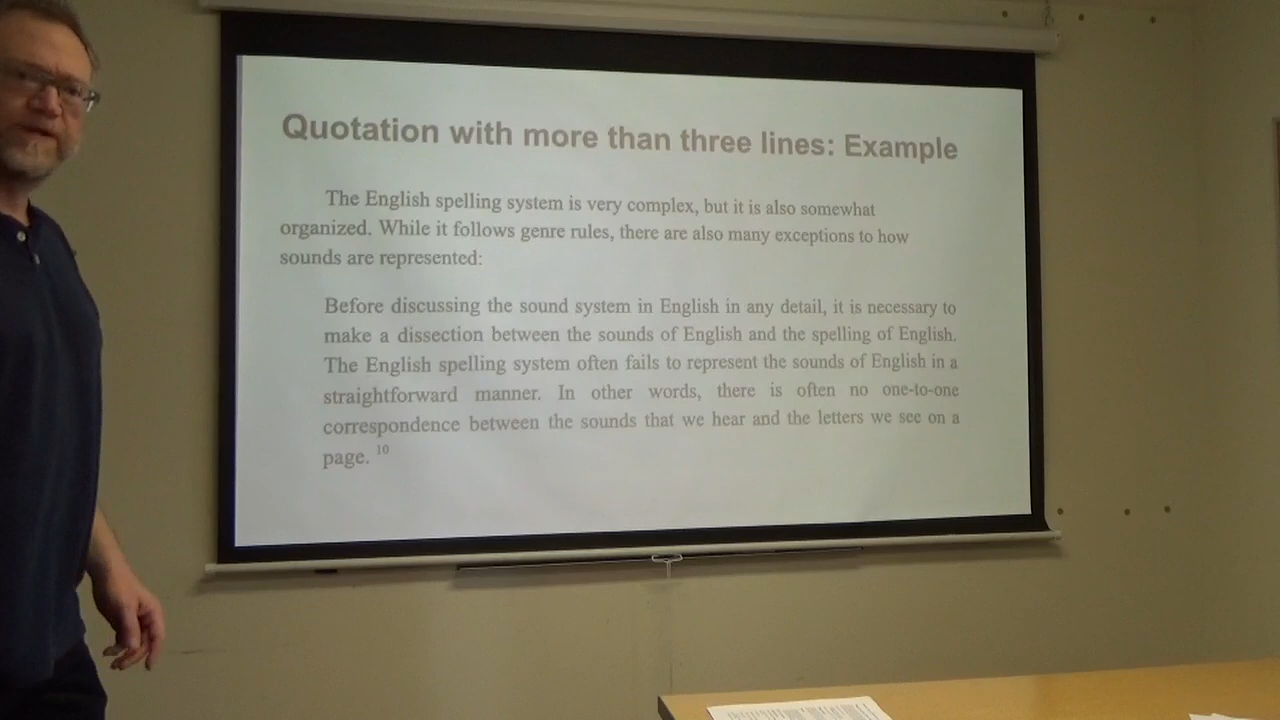 Quotation with more than three lines: Example
The English spelling system is very complex, but it is also somewhat
organized. While it follows genre rules, there are also many exceptions to how
sounds are represented:
Before discussing the sound system in English in any detail, it is necessary to
make a dissection between the sounds of English and the spelling of English.
The English spelling system often fails to represent the sounds of English in a
straightforward manner. In other words, there is often no one-to-one
correspondence between the sounds that we hear and the letters we see on a
page. 10